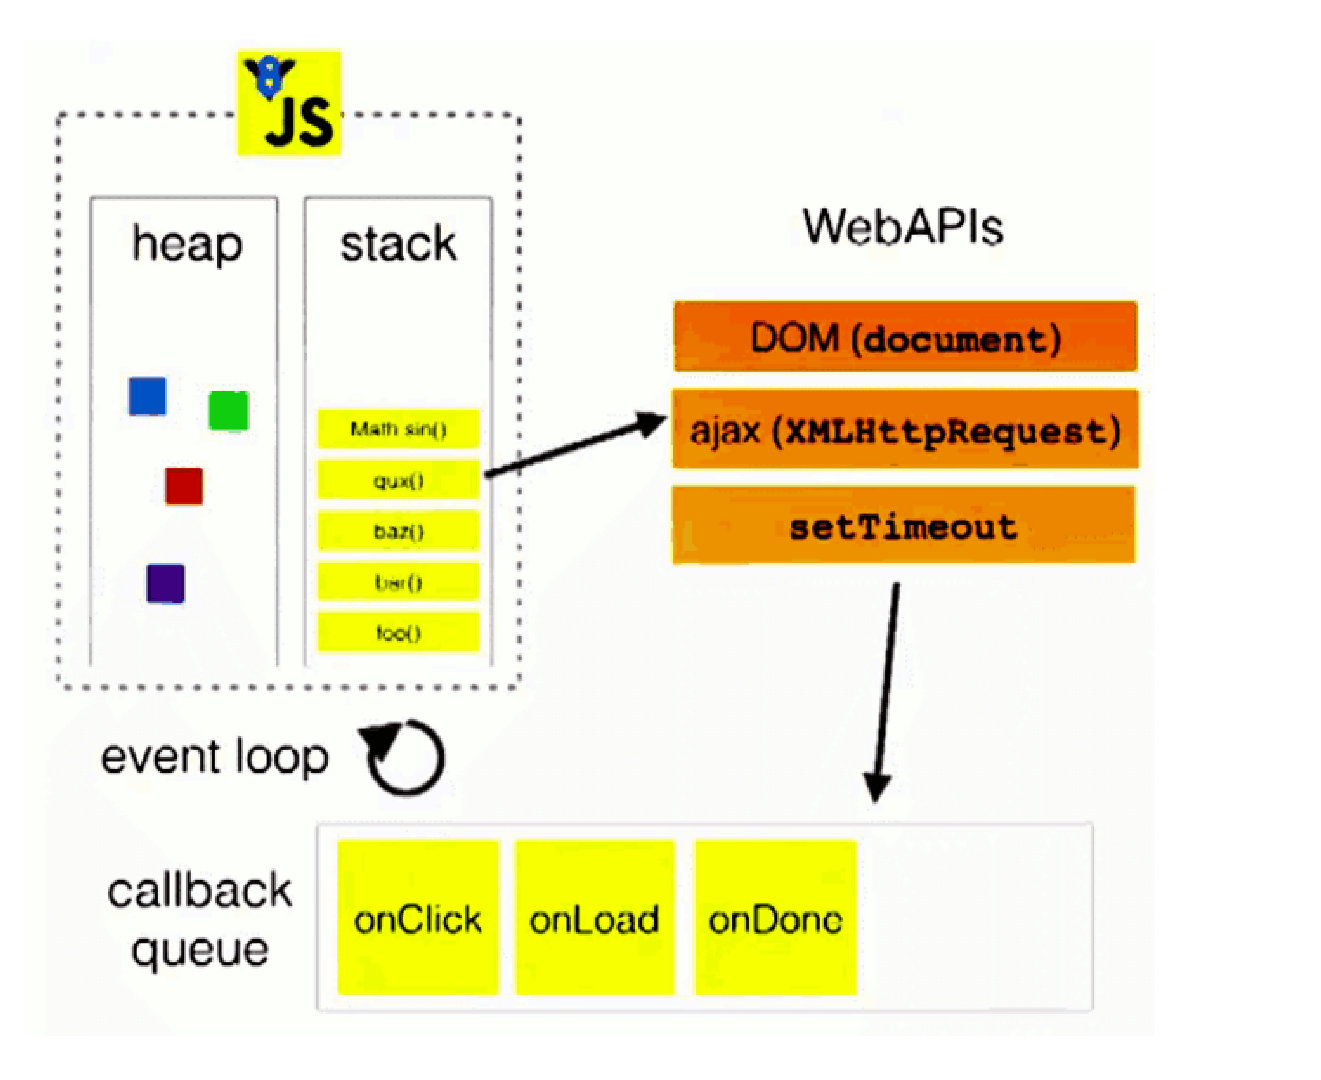 JS
heap
stack
Math sin()
qux()
baz()
bar()
foo()
WebAPIs
DOM (document)
ajax (XMLHttpRequest)
setTimeout
event loop
callback
queue
onClick
onLoad
onDone